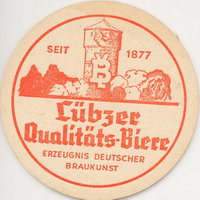 SEIT 1877
B
Lübzer
Qualitäts-Biere
ERZEUGNIS DEUTSCHER
BRAUKUNST